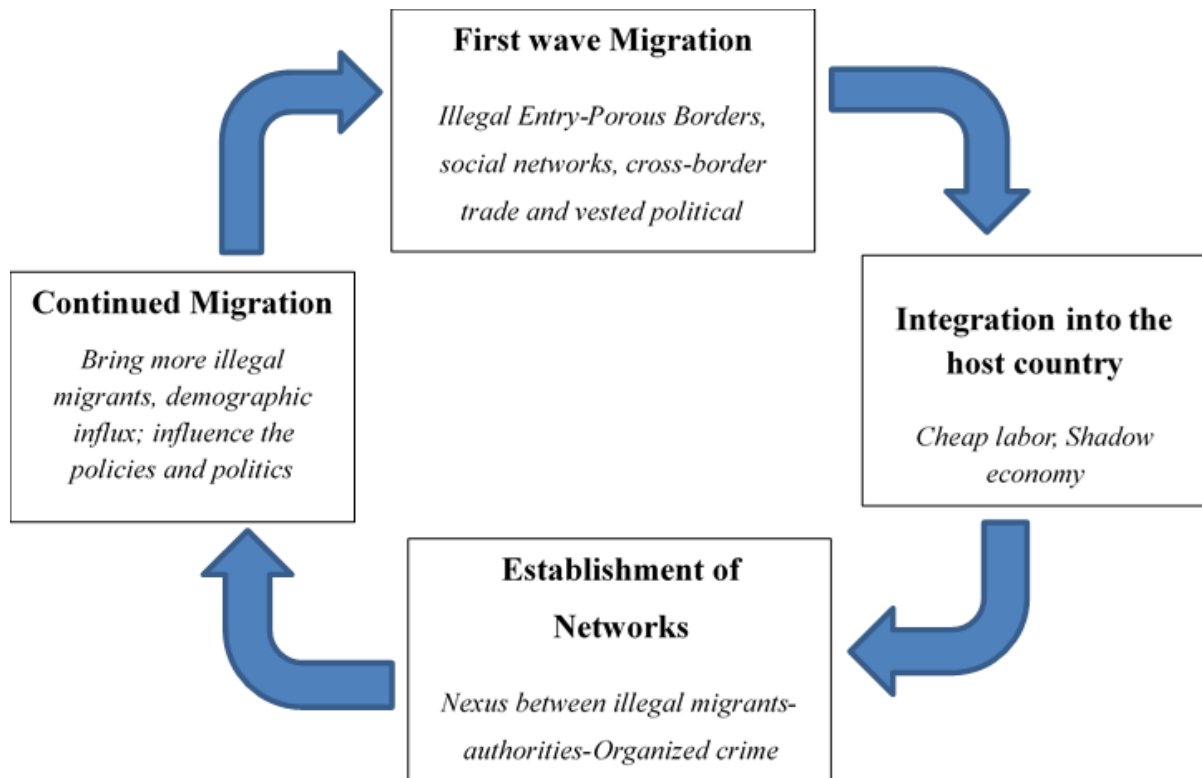 First wave Migration
Illegal Entry-Porous Borders,
social networks, cross-border
trade and vested political
Integration into the
host country
Cheap labor, Shadow
economy
Establishment of
Networks
Nexus between illegal migrants-
authorities-Organized crime
Continued Migration
Bring more illegal
migrants, demographic
influx; influence the
policies and politics